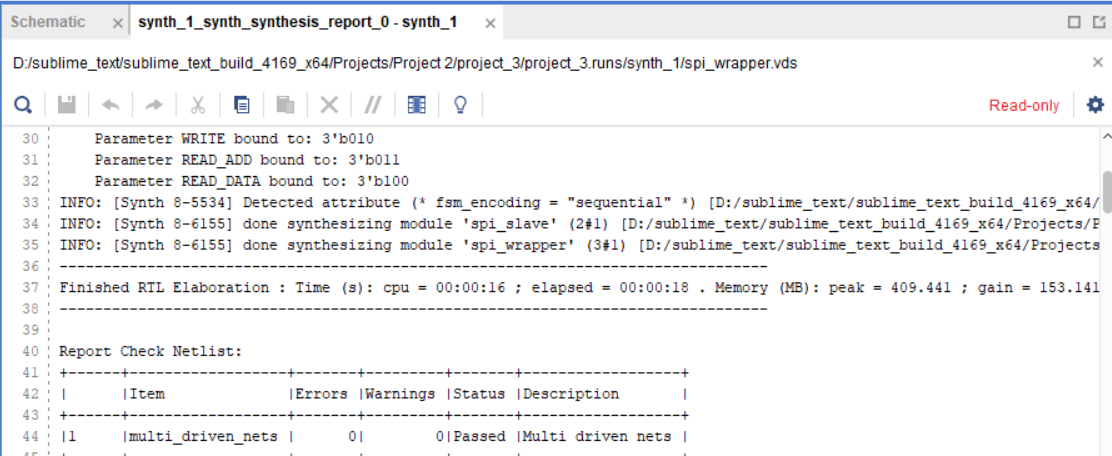 Schematic × synth_1_synth_synthesis_report_0 - synth_1 ×
D:/sublime_text/sublime_text_build_4169_x64/Projects/Project 2/project_3/project_3.runs/synth_1/spi_wrapper.vds
Read-only
30 Parameter WRITE bound to: 3'b010
31 Parameter READ_ADD bound to: 3'b011
32 Parameter READ_DATA bound to: 3'b100
33 INFO: [Synth 8-5534] Detected attribute (* fsm_encoding = "sequential" *) [D:/sublime_text/sublime_text_build_4169_x64/
34 INFO: [Synth 8-6155] done synthesizing module 'spi_slave' (2#1) [D:/sublime_text/sublime_text_build_4169_x64/Projects/P
35 INFO: [Synth 8-6155] done synthesizing module 'spi_wrapper' (3#1) [D:/sublime_text/sublime_text_build_4169_x64/Projects
36 ---------------------------------------------------------------------------------
37 Finished RTL Elaboration : Time (s): cpu = 00:00:16 ; elapsed = 00:00:18 . Memory (MB): peak = 409.441 ; gain = 153.141
38 ---------------------------------------------------------------------------------
39
40 Report Check Netlist:
41 +------+------------------+-------+---------+-------+------------------+
42 |      |Item              |Errors |Warnings |Status |Description       |
43 +------+------------------+-------+---------+-------+------------------+
44 |1     |multi_driven_nets |      0|        0|Passed |Multi driven nets |
45 +------+------------------+-------+---------+-------+------------------+